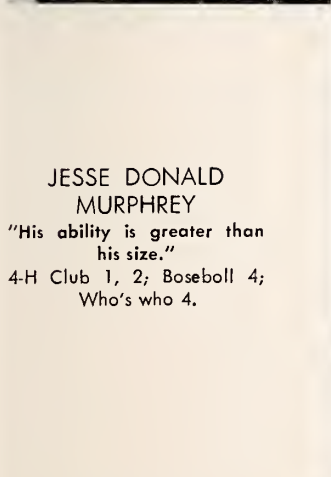 JESSE DONALD
MURPHREY
"His ability is greater than
his size."
4-H Club 1, 2; Boseboll 4;
Who's who 4.